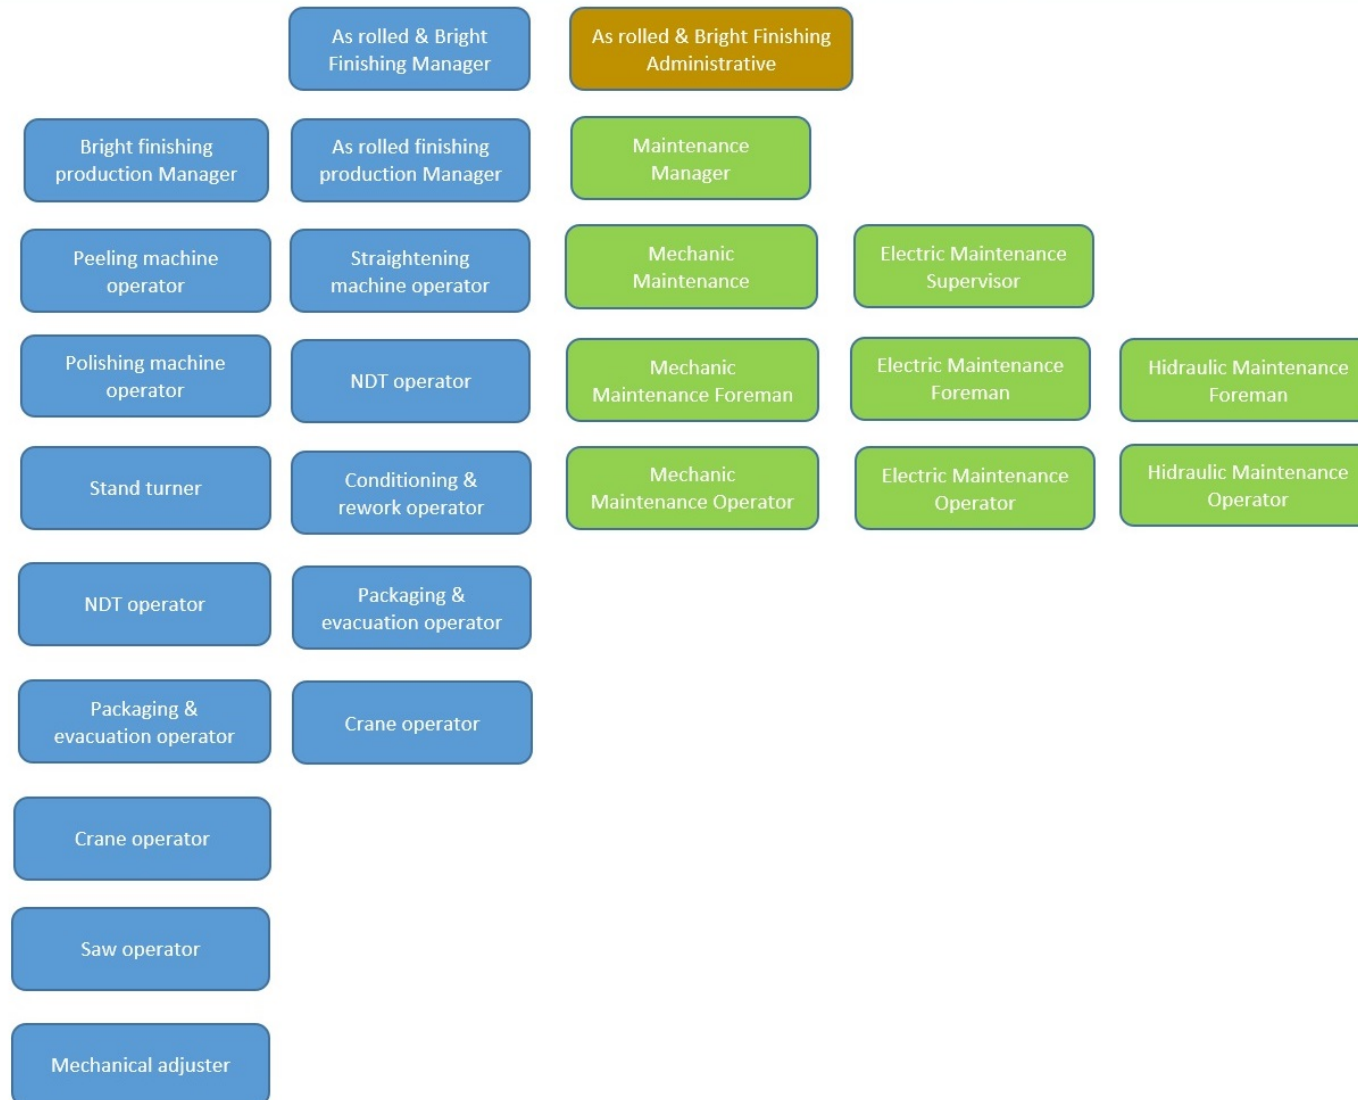 As rolled & Bright
Finishing Manager
As rolled & Bright Finishing
Administrative
Bright finishing
production Manager
As rolled finishing
production Manager
Maintenance
Manager
Peeling machine
operator
Straightening
machine operator
Mechanic
Maintenance
Electric Maintenance
Supervisor
Polishing machine
operator
NDT operator
Mechanic
Maintenance Foreman
Electric Maintenance
Foreman
Hidraulic Maintenance
Foreman
Stand turner
Conditioning &
rework operator
Mechanic
Maintenance Operator
Electric Maintenance
Operator
Hidraulic Maintenance
Operator
NDT operator
Packaging &
evacuation operator
Packaging &
evacuation operator
Crane operator
Crane operator
Saw operator
Mechanical adjuster